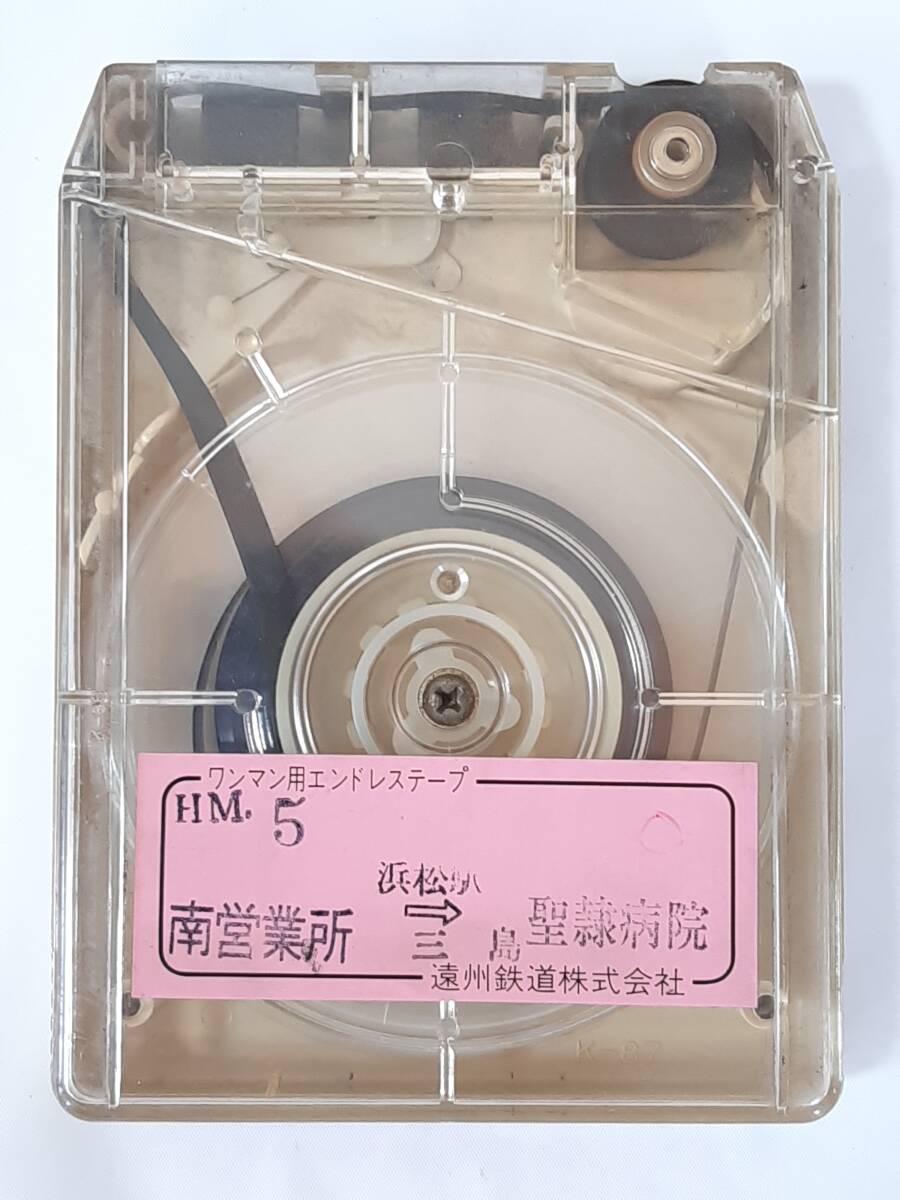 ワンマン用エンドレステープ
HM. 5
浜松駅
南営業所 ⇨ 聖隷病院
三島
遠州鉄道株式会社
K-87